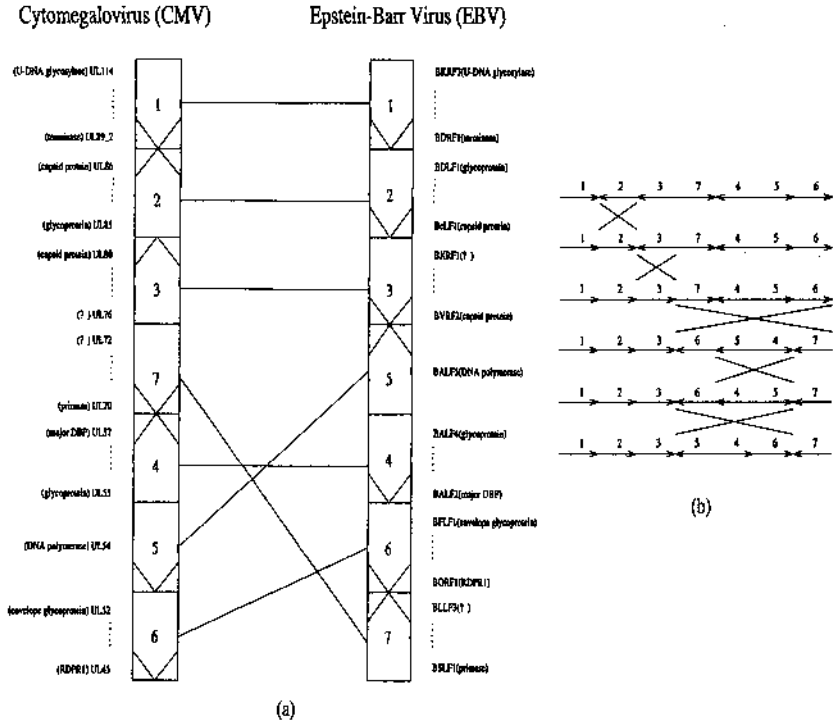 Cytomegalovirus (CMV)
Epstein-Barr Virus (EBV)
(U-DNA glycosylase) UL114
(terminase) UL89_2
(capsid protein) UL86
(glycoprotein) UL85
(capsid protein) UL80
(? ) UL76
(? ) UL72
(primase) UL70
(major DBP) UL57
(glycoprotein) UL55
(DNA polymerase) UL54
(envelope glycoprotein) UL52
(RDPR1) UL45
1
2
3
7
4
5
6
1
2
3
5
4
6
7
BKRF3(U-DNA glycosylase)
BDRF1(terminase)
BDLF1(glycoprotein)
BcLF1(capsid protein)
BKRF1(? )
BVRF2(capsid protein)
BALF5(DNA polymerase)
BALF4(glycoprotein)
BALF2(major DBP)
BFLF1(envelope glycoprotein)
BORF1(RDPR1)
BLLF3(? )
BSLF1(primase)
(a)
1 2 3 7 4 5 6
1 2 3 7 4 5 6
1 2 3 7 4 5 6
1 2 3 6 5 4 7
1 2 3 6 5 4 7
1 2 3 5 4 6 7
(b)